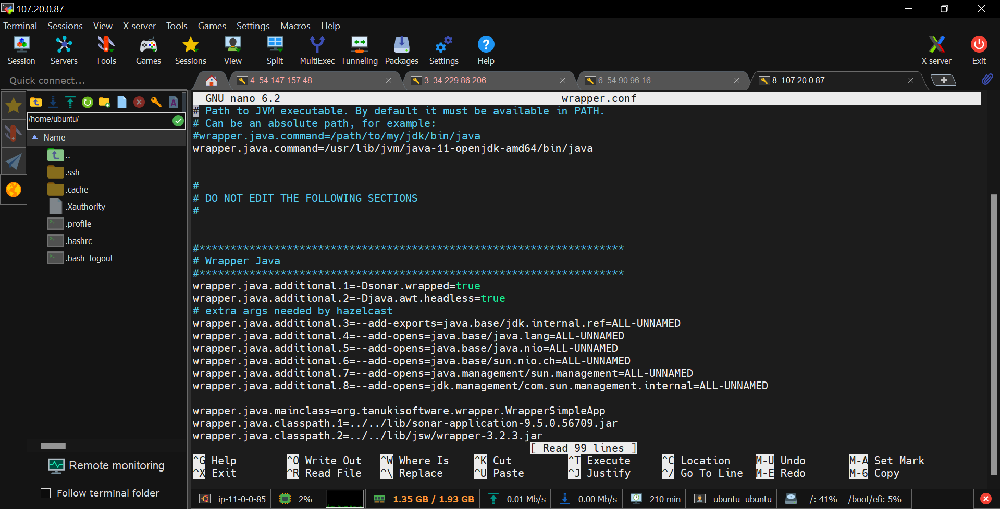 107.20.0.87
Terminal Sessions View X server Tools Games Settings Macros Help
Session Servers Tools Games Sessions View Split MultiExec Tunneling Packages Settings Help X server Exit
Quick connect...
4. 54.147.157.48
3. 34.229.86.206
6. 54.90.96.16
8. 107.20.0.87
/home/ubuntu/
Name
..
.ssh
.cache
.Xauthority
.profile
.bashrc
.bash_logout
Remote monitoring
Follow terminal folder
GNU nano 6.2 wrapper.conf
# Path to JVM executable. By default it must be available in PATH.
# Can be an absolute path, for example:
#wrapper.java.command=/path/to/my/jdk/bin/java
wrapper.java.command=/usr/lib/jvm/java-11-openjdk-amd64/bin/java
#
# DO NOT EDIT THE FOLLOWING SECTIONS
#
#********************************************************************
# Wrapper Java
#********************************************************************
wrapper.java.additional.1=-Dsonar.wrapped=true
wrapper.java.additional.2=-Djava.awt.headless=true
# extra args needed by hazelcast
wrapper.java.additional.3=--add-exports=java.base/jdk.internal.ref=ALL-UNNAMED
wrapper.java.additional.4=--add-opens=java.base/java.lang=ALL-UNNAMED
wrapper.java.additional.5=--add-opens=java.base/java.nio=ALL-UNNAMED
wrapper.java.additional.6=--add-opens=java.base/sun.nio.ch=ALL-UNNAMED
wrapper.java.additional.7=--add-opens=java.management/sun.management=ALL-UNNAMED
wrapper.java.additional.8=--add-opens=jdk.management/com.sun.management.internal=ALL-UNNAMED
wrapper.java.mainclass=org.tanukisoftware.wrapper.WrapperSimpleApp
wrapper.java.classpath.1=../../lib/sonar-application-9.5.0.56709.jar
wrapper.java.classpath.2=../../lib/jsw/wrapper-3.2.3.jar
[ Read 99 lines ]
^G Help ^O Write Out ^W Where Is ^K Cut ^T Execute ^C Location M-U Undo M-A Set Mark
^X Exit ^R Read File ^\ Replace ^U Paste ^J Justify ^/ Go To Line M-E Redo M-6 Copy
ip-11-0-0-85 2% 1.35 GB / 1.93 GB 0.01 Mb/s 0.00 Mb/s 210 min ubuntu ubuntu /: 41% /boot/efi: 5%